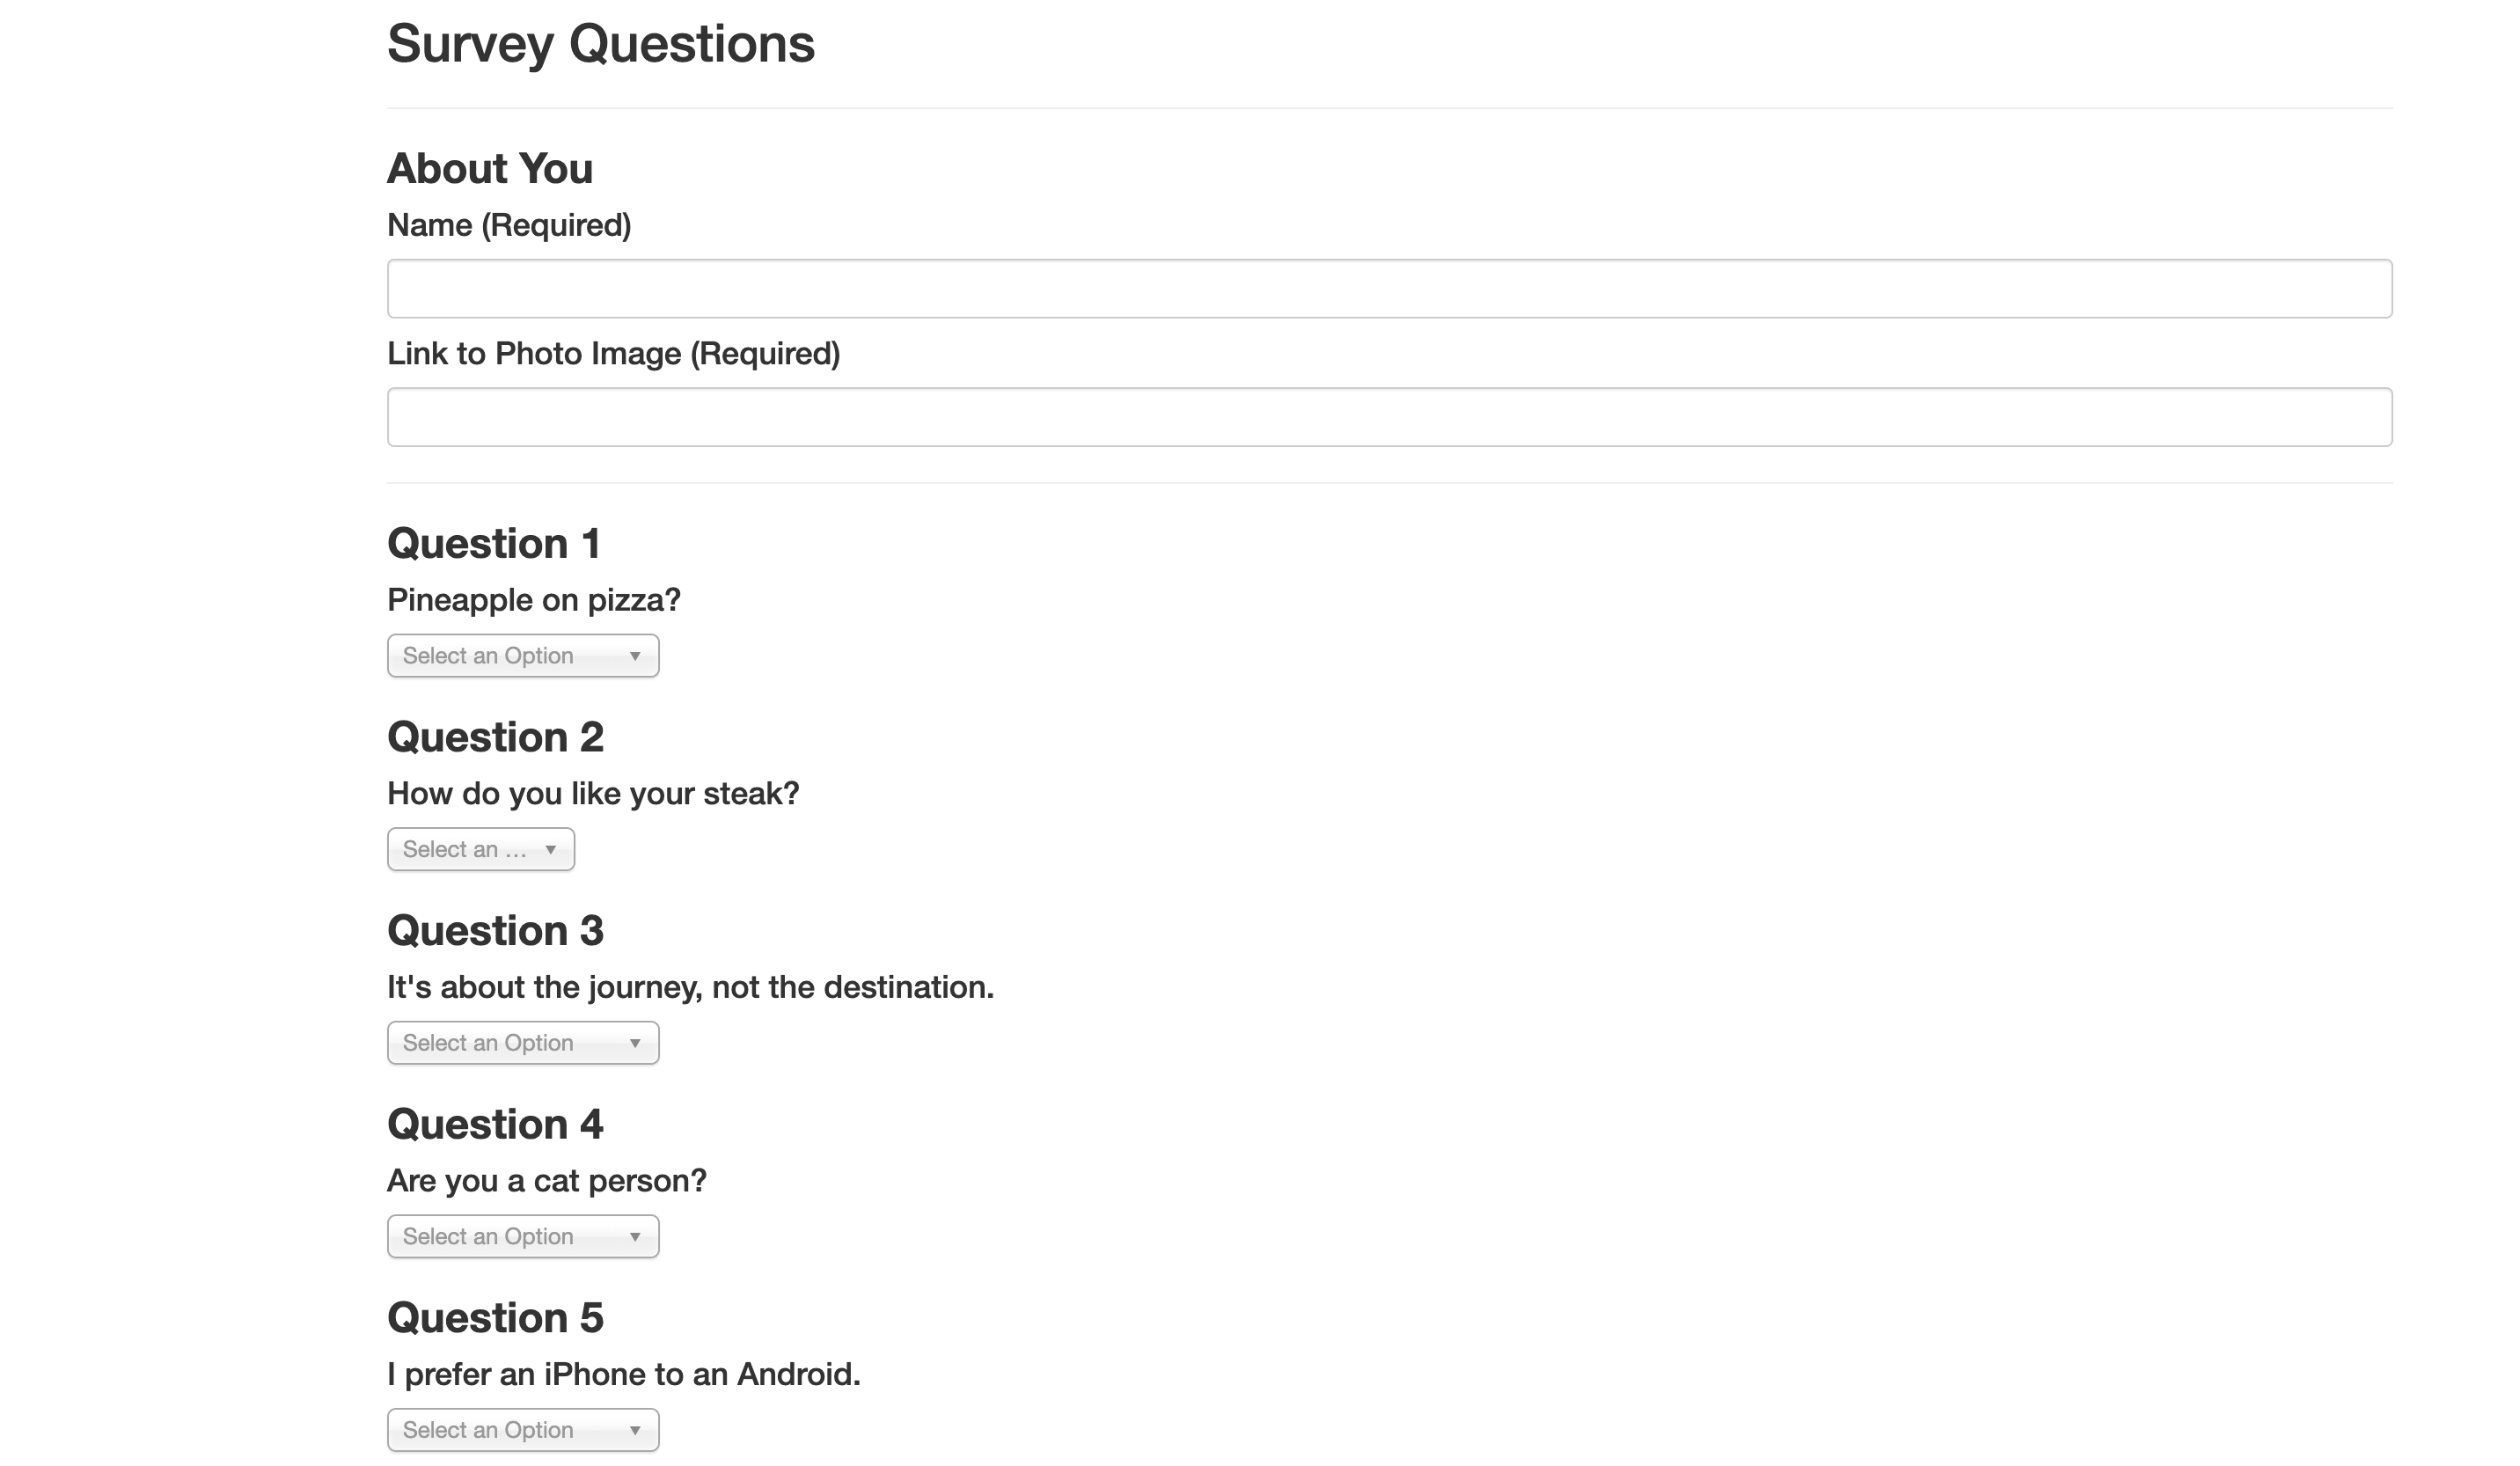 Survey Questions
About You
Name (Required)
Link to Photo Image (Required)
Question 1
Pineapple on pizza?
Select an Option
Question 2
How do you like your steak?
Select an ...
Question 3
It's about the journey, not the destination.
Select an Option
Question 4
Are you a cat person?
Select an Option
Question 5
I prefer an iPhone to an Android.
Select an Option